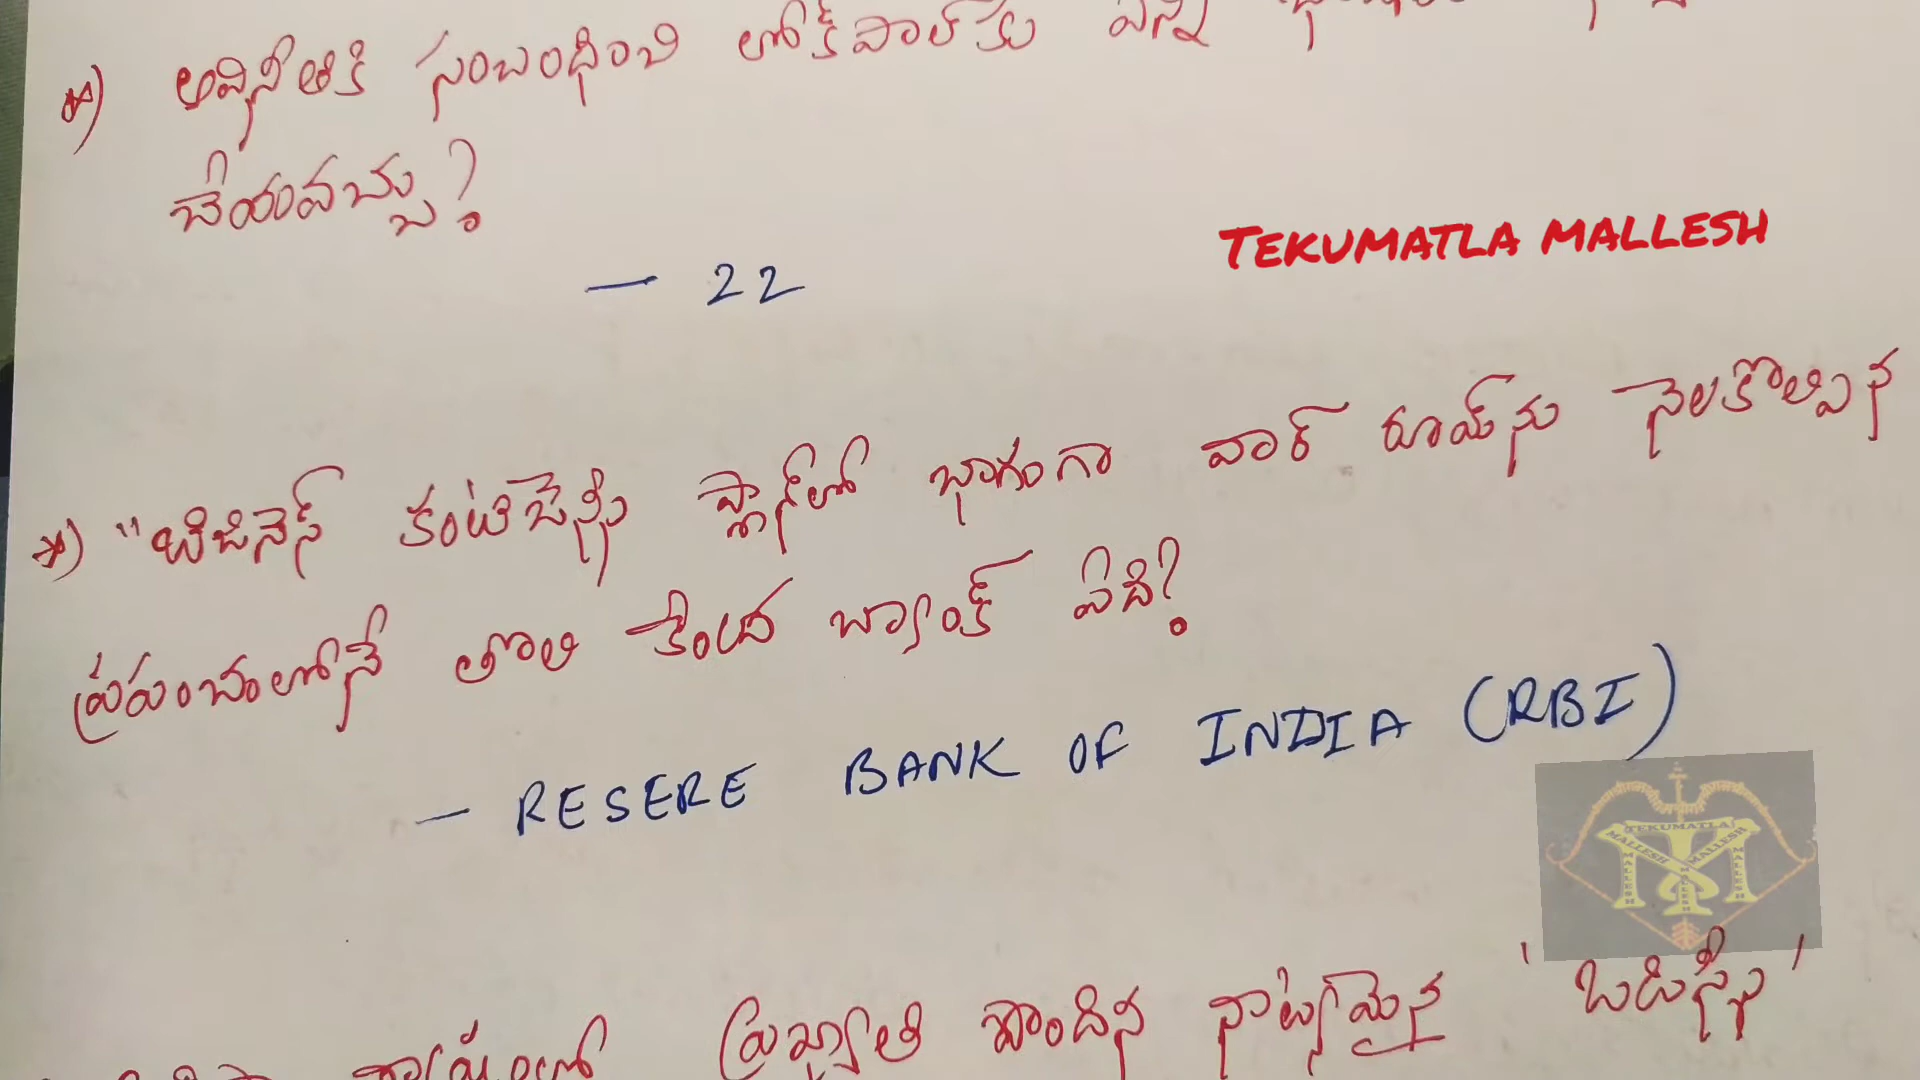 *) అవినీతికి సంబంధించి లోక్‌పాల్‌కు ఎన్ని
చేయవచ్చు?
TEKUMATLA MALLESH
- 22
*) "బిజినెస్ కంటిజెన్సీ ప్లాన్‌లో భాగంగా వార్ రూమ్‌ను నెలకొల్పిన
ప్రపంచంలోనే తొలి కేంద్ర బ్యాంక్ ఏది?
- RESERE BANK OF INDIA (RBI)
ప్రఖ్యాతి పొందిన నాట్యమైన 'ఒడిస్సీ'